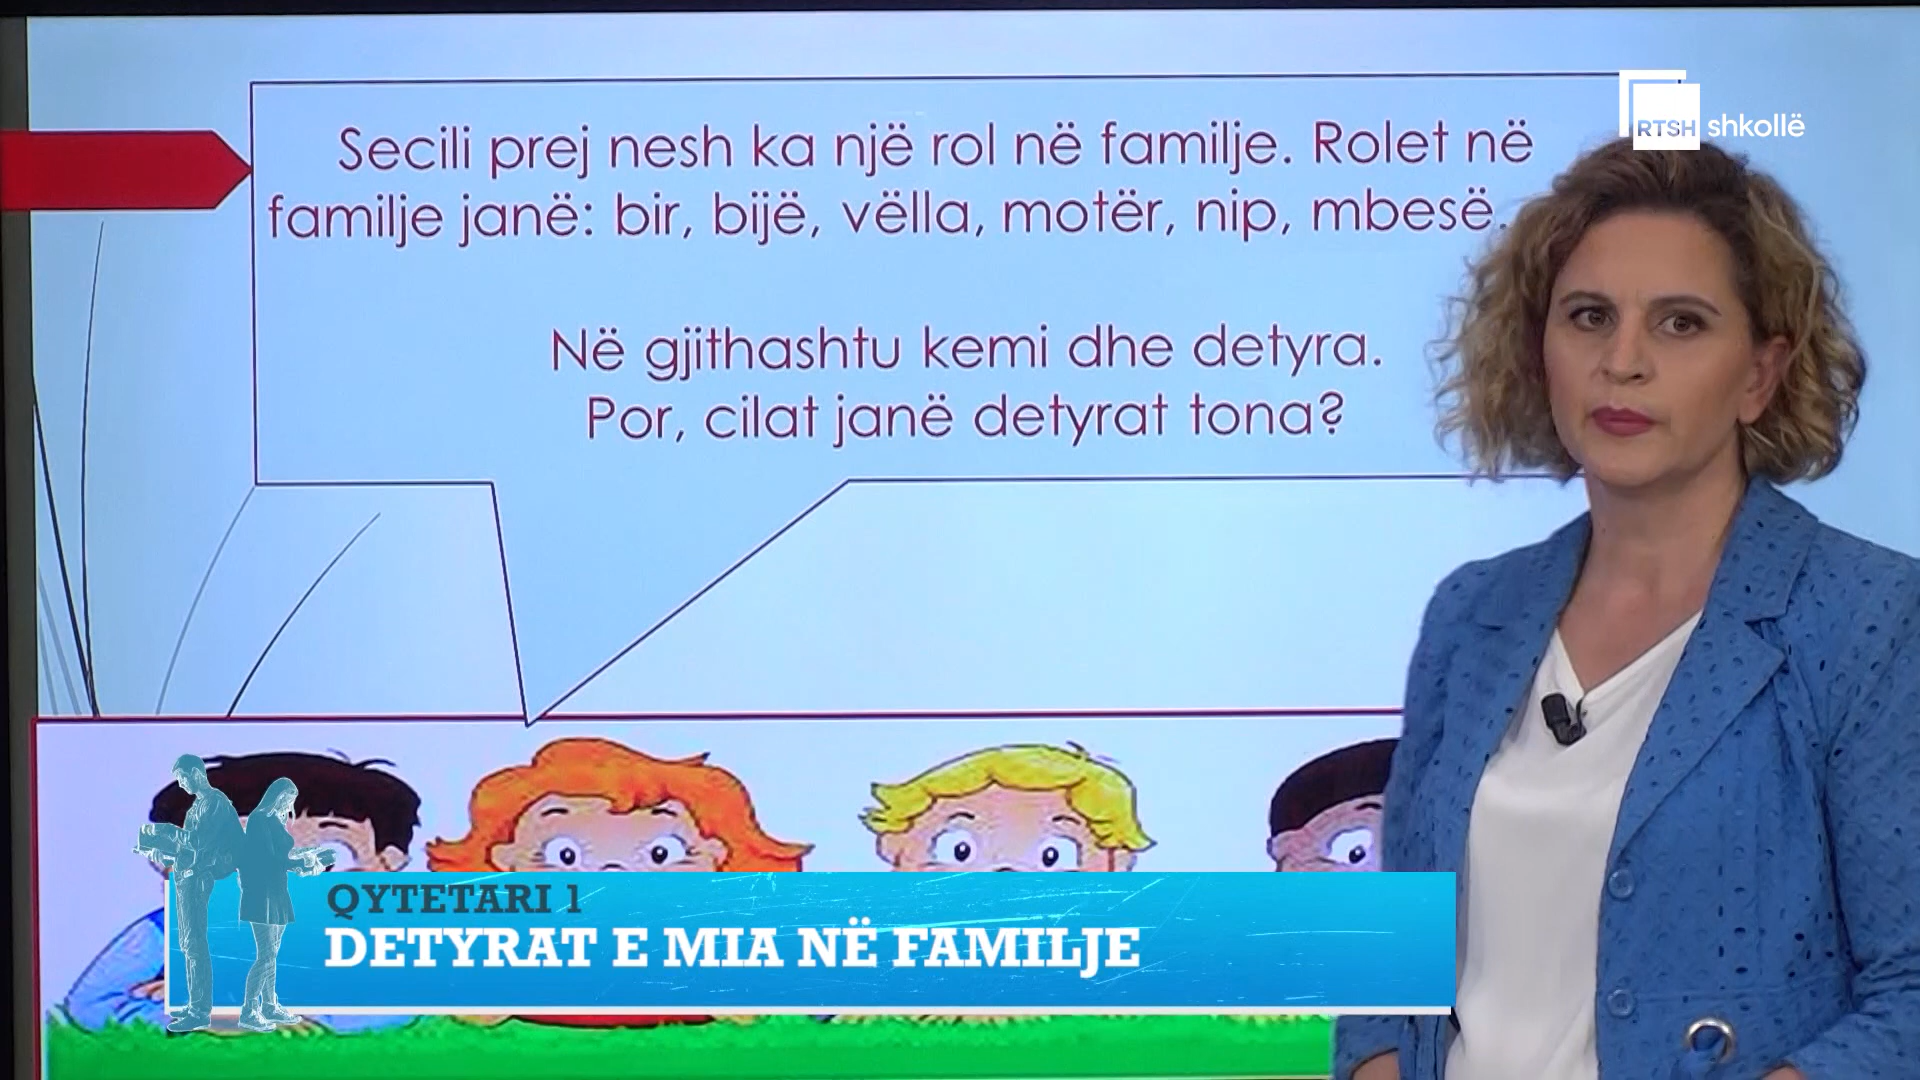 RTSH shkollë
Secili prej nesh ka një rol në familje. Rolet në
familje janë: bir, bijë, vëlla, motër, nip, mbesë.
Në gjithashtu kemi dhe detyra.
Por, cilat janë detyrat tona?
QYTETARI 1
DETYRAT E MIA NË FAMILJE